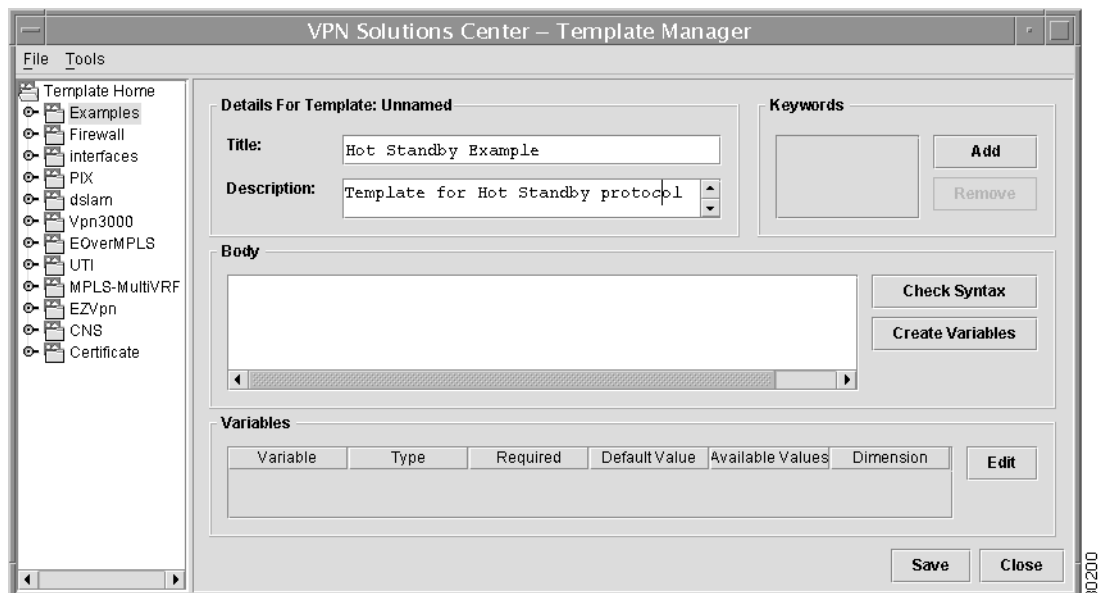 VPN Solutions Center – Template Manager
File Tools
Template Home
Examples
Firewall
interfaces
PIX
dslam
Vpn3000
EOverMPLS
UTI
MPLS-MultiVRF
EZVpn
CNS
Certificate
Details For Template: Unnamed
Title: Hot Standby Example
Description: Template for Hot Standby protocol
Keywords
Add
Remove
Body
Check Syntax
Create Variables
Variables
Variable Type Required Default Value Available Values Dimension
Edit
Save Close